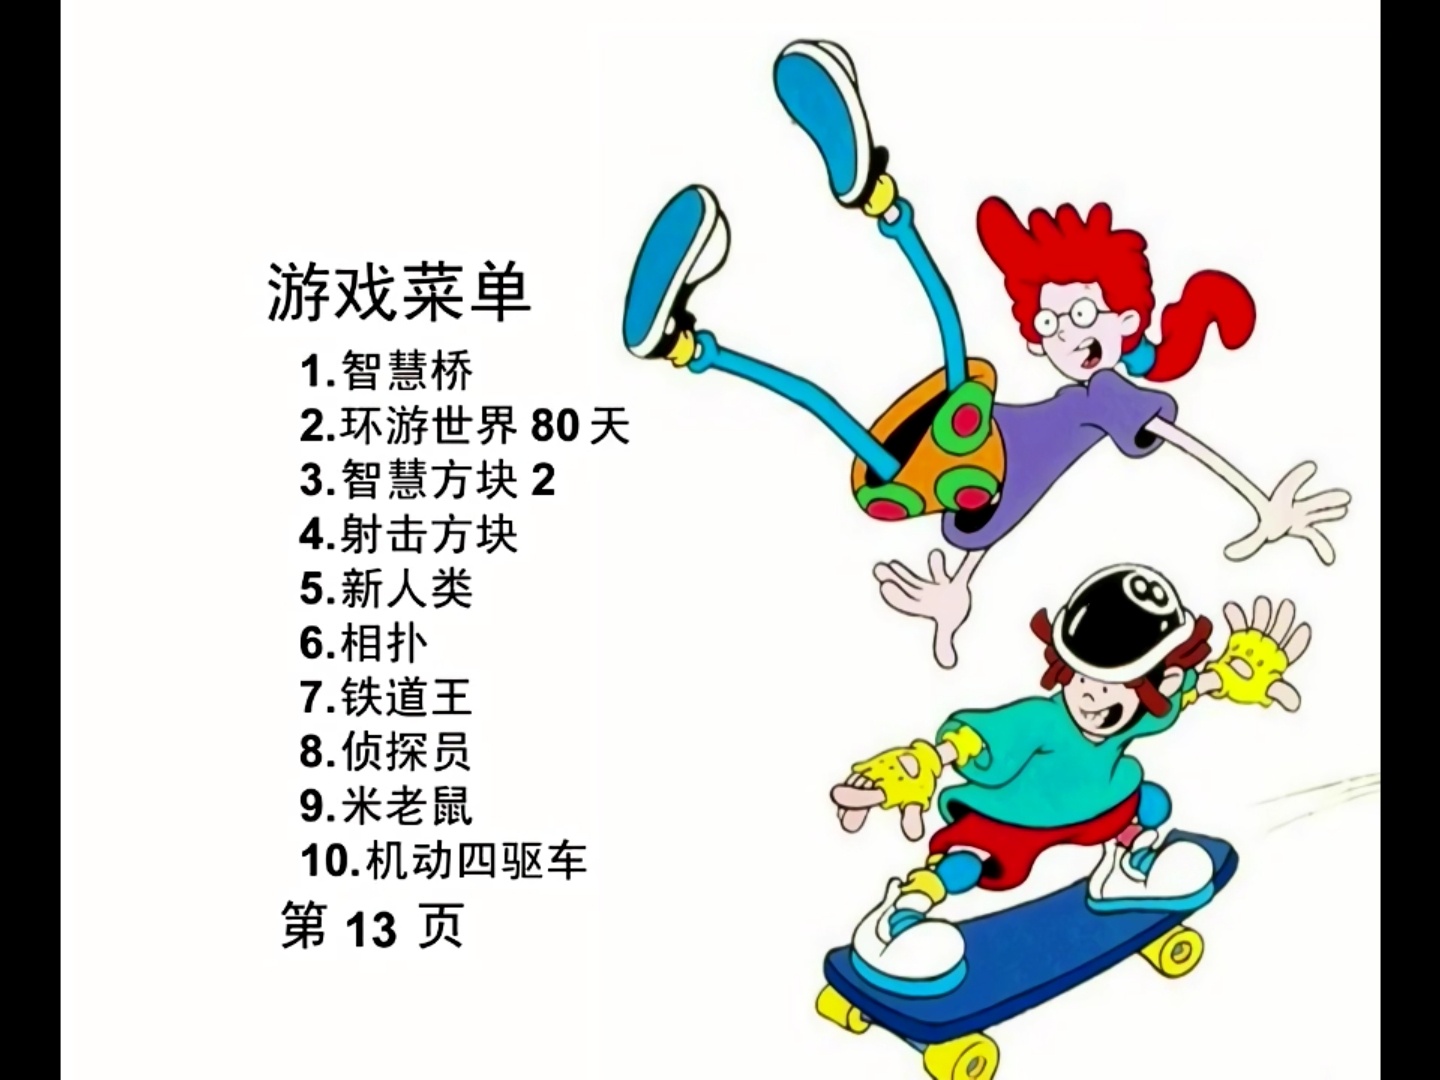 游戏菜单
1.智慧桥
2.环游世界 80 天
3.智慧方块 2
4.射击方块
5.新人类
6.相扑
7.铁道王
8.侦探员
9.米老鼠
10.机动四驱车
第 13 页
8